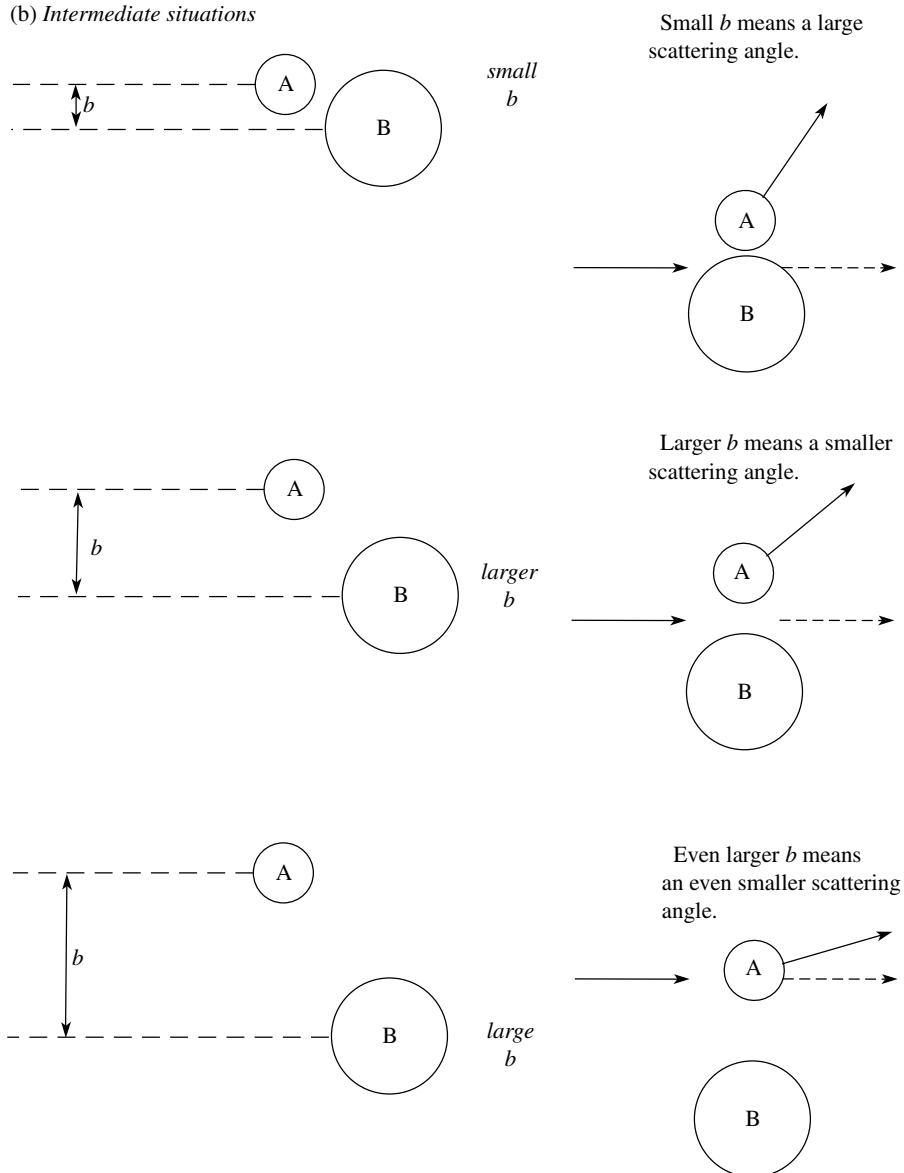 (b) Intermediate situations
Small b means a large
scattering angle.
A
b
B
small
b
A
B
Larger b means a smaller
scattering angle.
A
b
B
larger
b
A
B
Even larger b means
an even smaller scattering
angle.
A
b
B
large
b
A
B